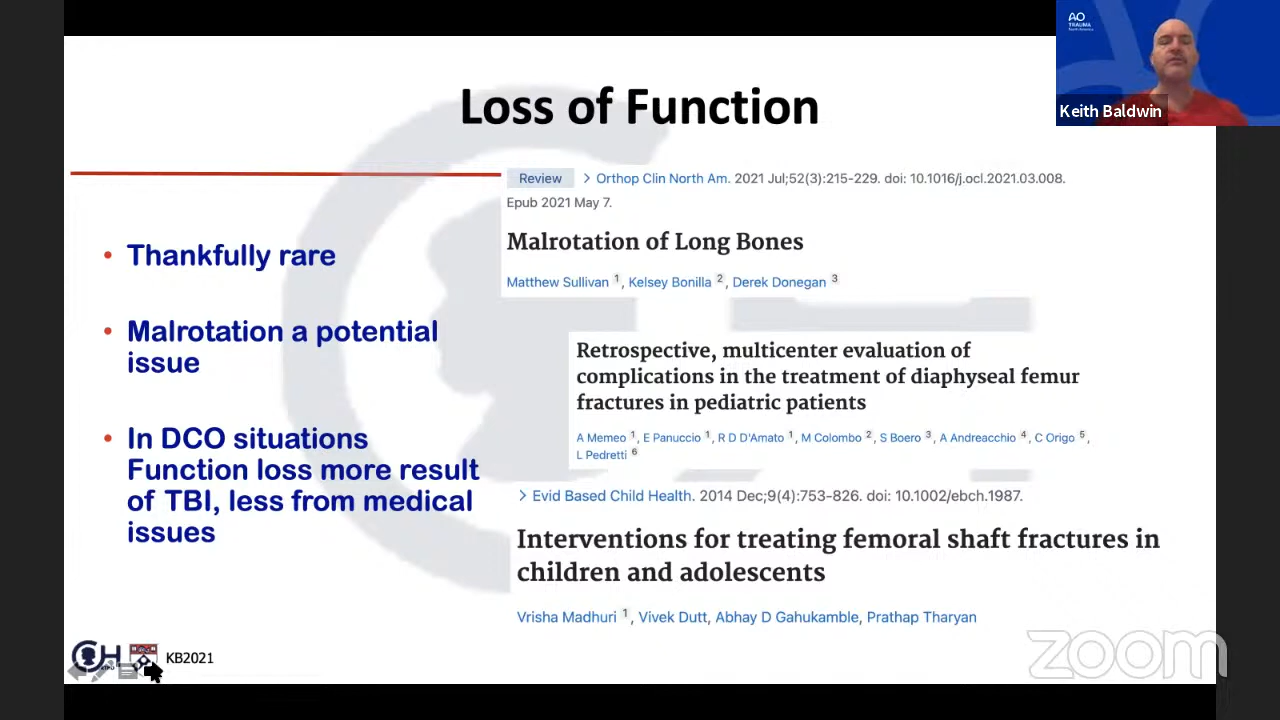 AO
TRAUMA
North America
Keith Baldwin
Loss of Function
Review > Orthop Clin North Am. 2021 Jul;52(3):215-229. doi: 10.1016/j.ocl.2021.03.008.
Epub 2021 May 7.
Malrotation of Long Bones
Matthew Sullivan 1, Kelsey Bonilla 2, Derek Donegan 3
• Thankfully rare
• Malrotation a potential
issue
• In DCO situations
Function loss more result
of TBI, less from medical
issues
Retrospective, multicenter evaluation of
complications in the treatment of diaphyseal femur
fractures in pediatric patients
A Memeo 1, E Panuccio 1, R D D'Amato 1, M Colombo 2, S Boero 3, A Andreacchio 4, C Origo 5,
L Pedretti 6
> Evid Based Child Health. 2014 Dec;9(4):753-826. doi: 10.1002/ebch.1987.
Interventions for treating femoral shaft fractures in
children and adolescents
Vrisha Madhuri 1, Vivek Dutt, Abhay D Gahukamble, Prathap Tharyan
KB2021
zoom